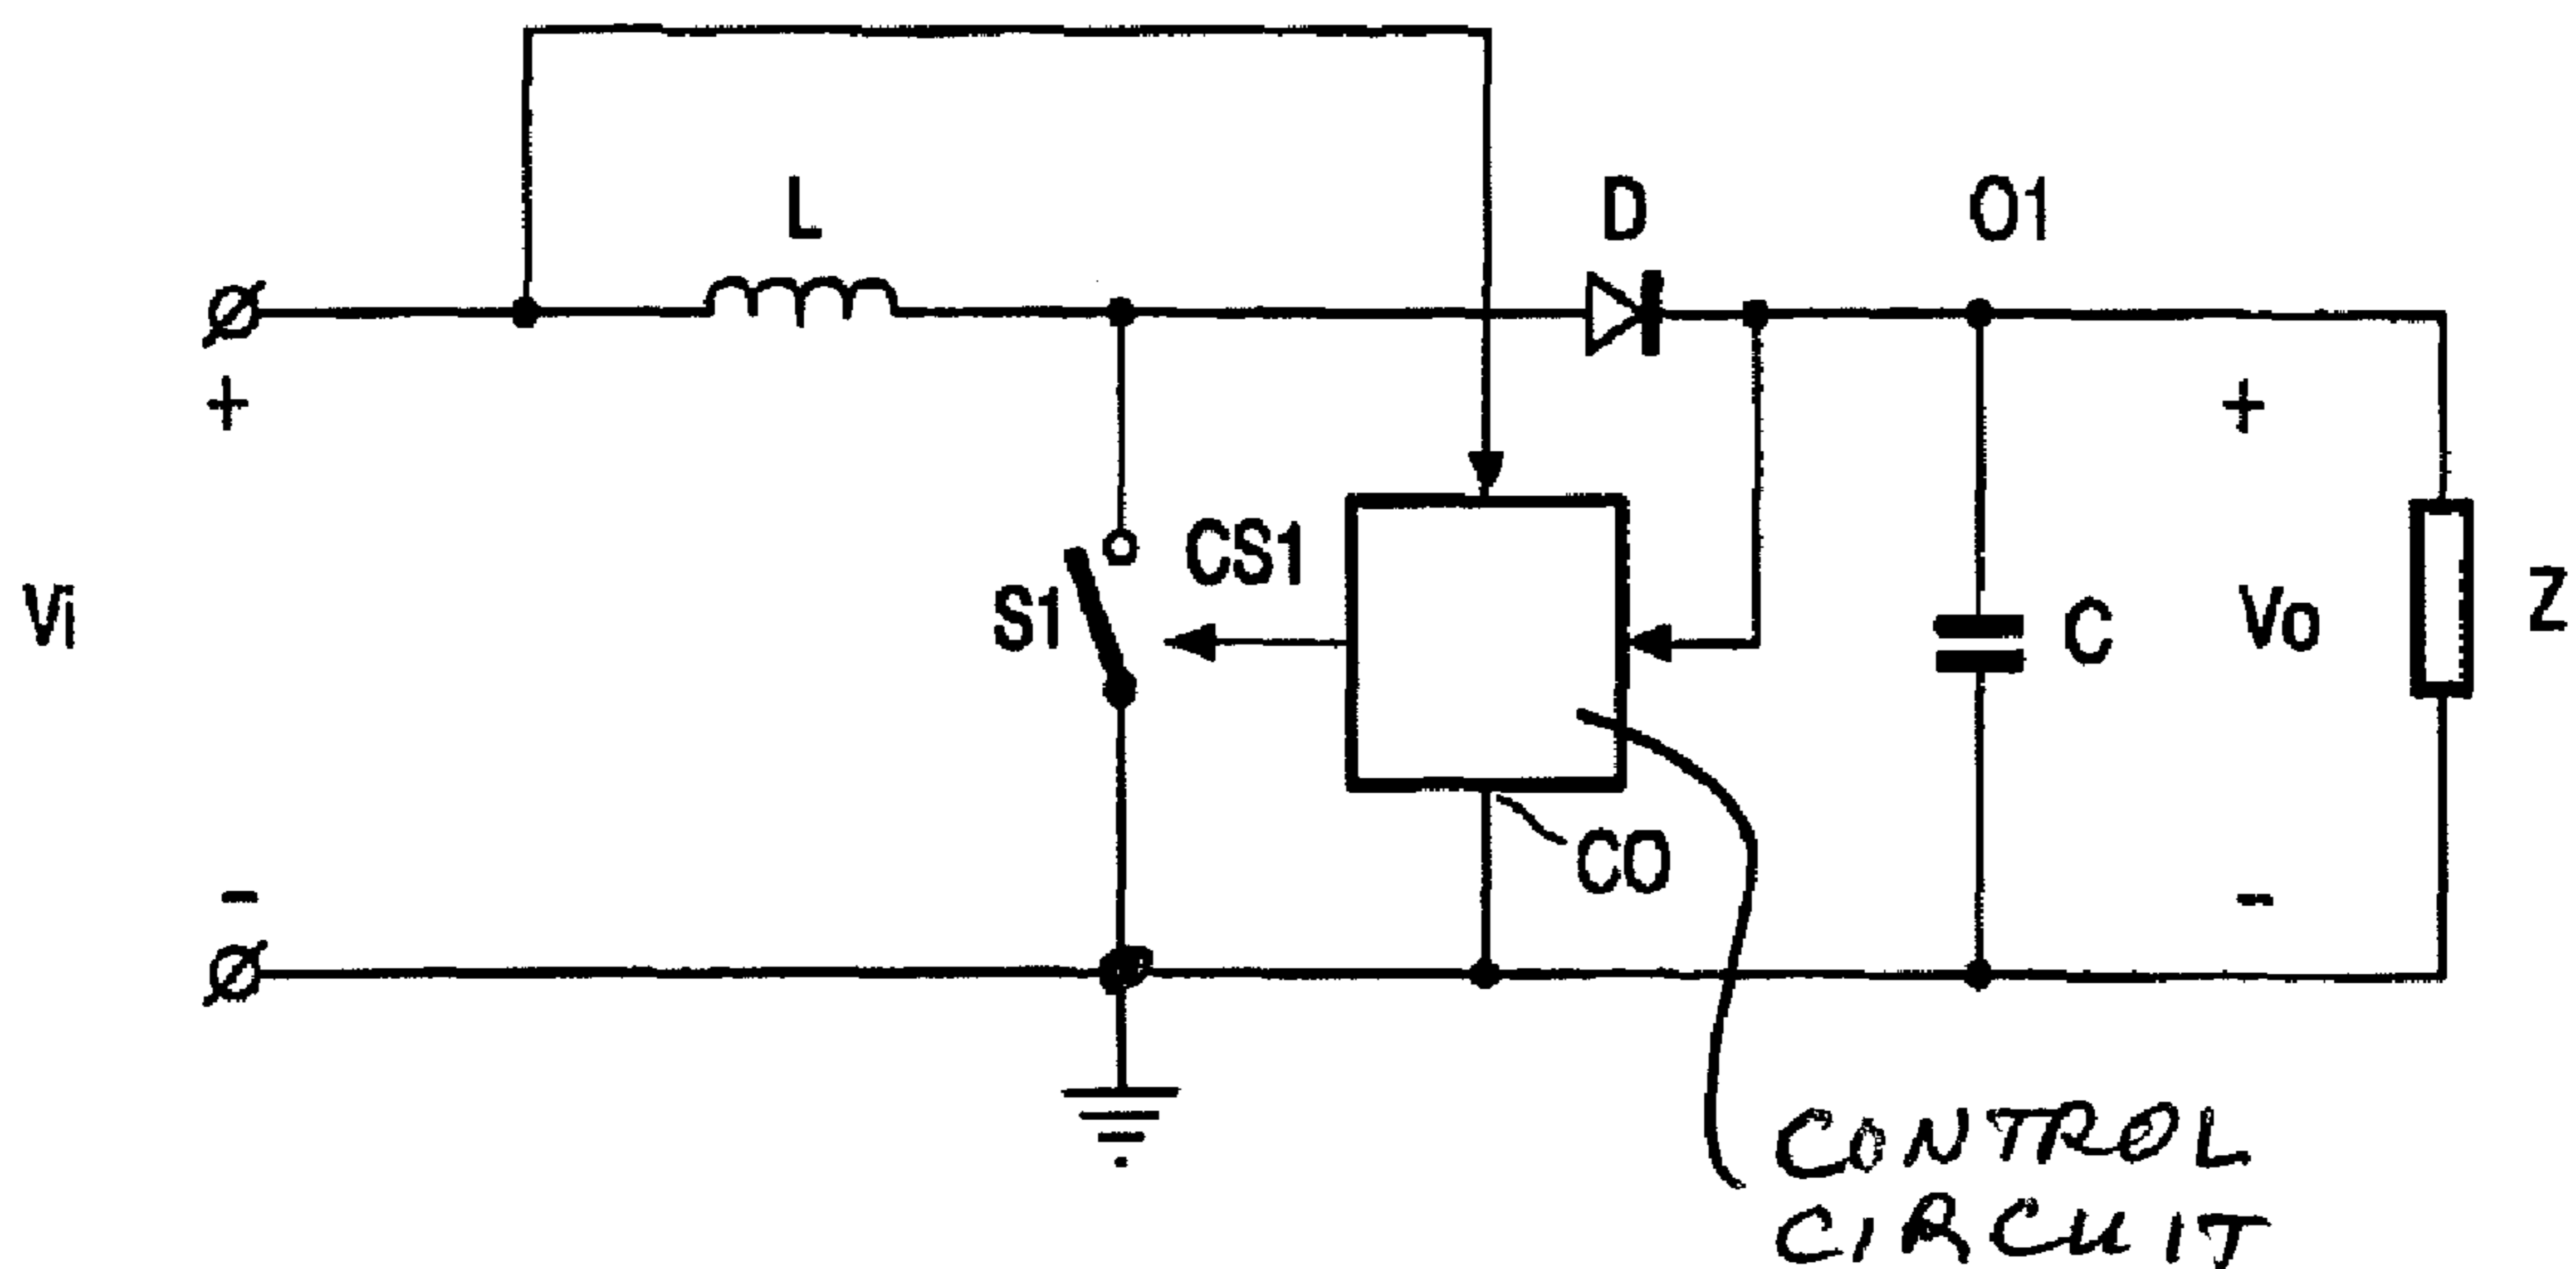 L
D
O1
+
+
Vi
S1
CS1
C
Vo
Z
CO
-
-
CONTROL
CIRCUIT